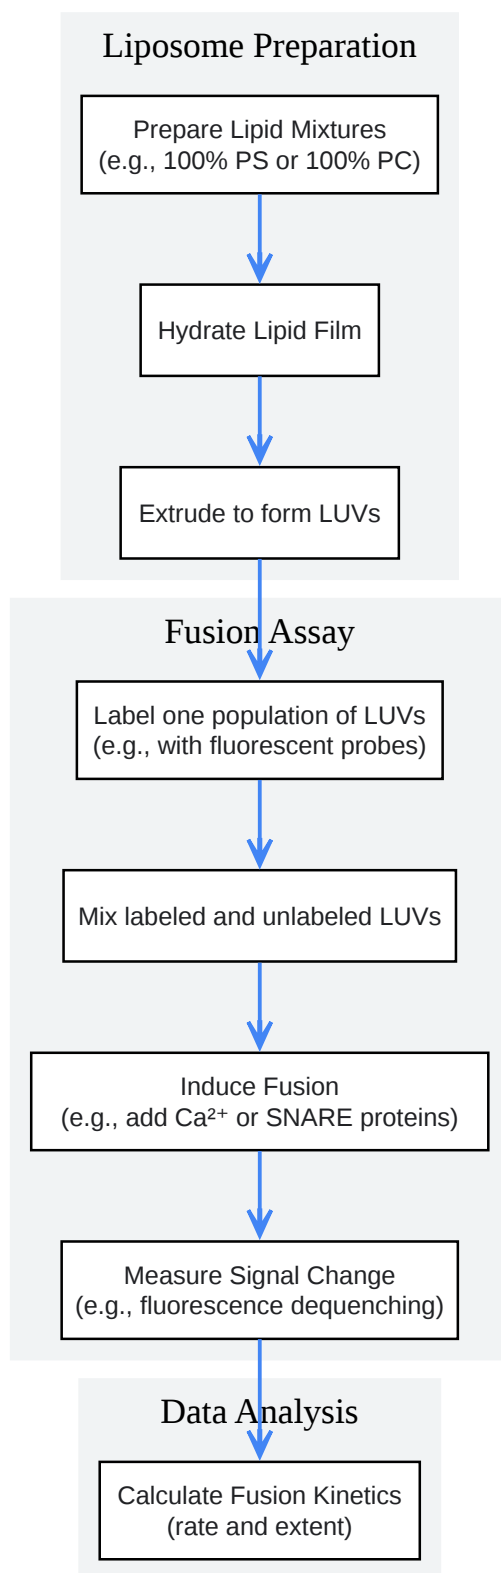 Liposome Preparation
Prepare Lipid Mixtures
(e.g., 100% PS or 100% PC)
Hydrate Lipid Film
Extrude to form LUVs
Fusion Assay
Label one population of LUVs
(e.g., with fluorescent probes)
Mix labeled and unlabeled LUVs
Induce Fusion
(e.g., add Ca²⁺ or SNARE proteins)
Measure Signal Change
(e.g., fluorescence dequenching)
Data Analysis
Calculate Fusion Kinetics
(rate and extent)